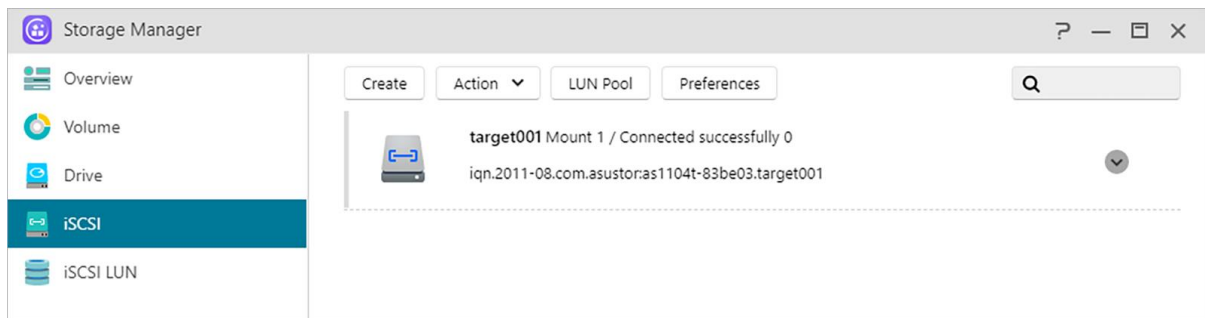 Storage Manager
Overview
Volume
Drive
iSCSI
iSCSI LUN
Create Action LUN Pool Preferences
target001 Mount 1 / Connected successfully 0
iqn.2011-08.com.asustor:as1104t-83be03.target001